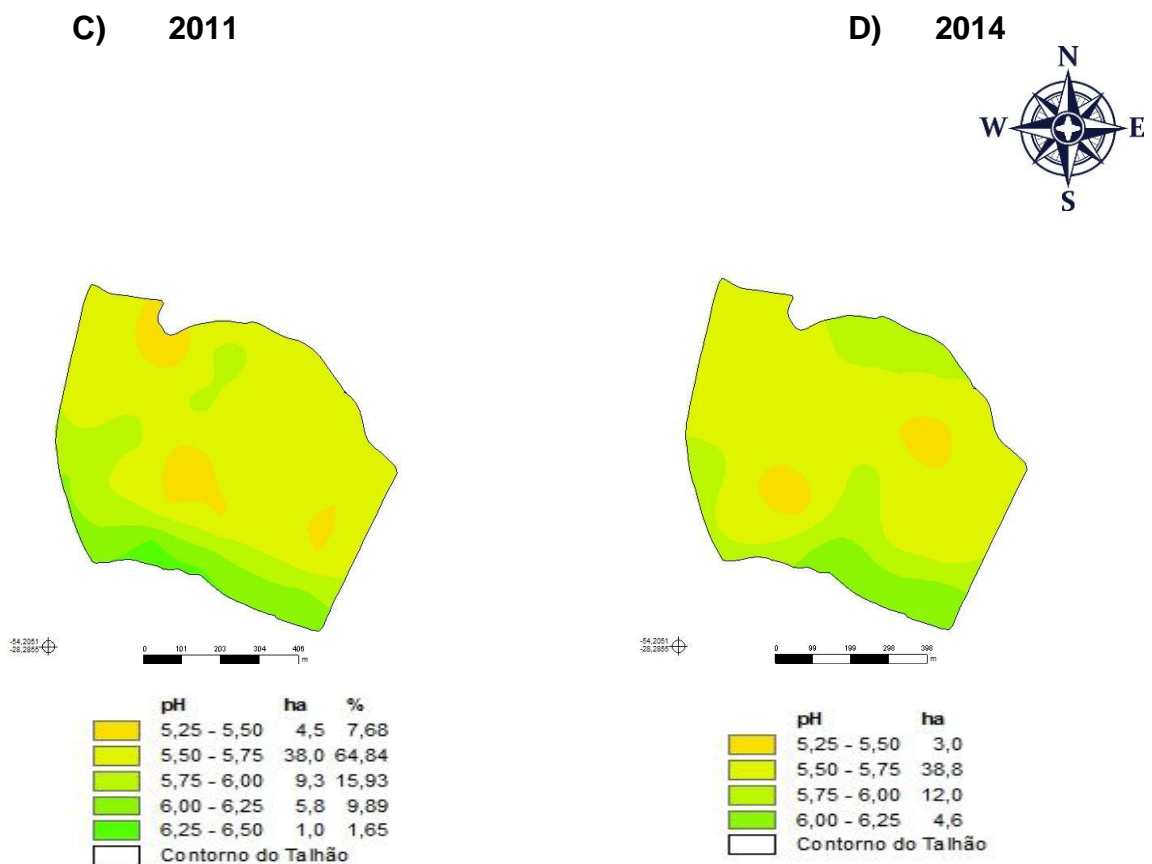 C) 2011
D) 2014
N
W E
S
-54,2051
-28,2855
0 101 203 304 406
m
-54,2051
-28,2855
0 99 199 298 398
m
pH ha %
5,25 - 5,50 4,5 7,68
5,50 - 5,75 38,0 64,84
5,75 - 6,00 9,3 15,93
6,00 - 6,25 5,8 9,89
6,25 - 6,50 1,0 1,65
Contorno do Talhão
pH ha
5,25 - 5,50 3,0
5,50 - 5,75 38,8
5,75 - 6,00 12,0
6,00 - 6,25 4,6
Contorno do Talhão